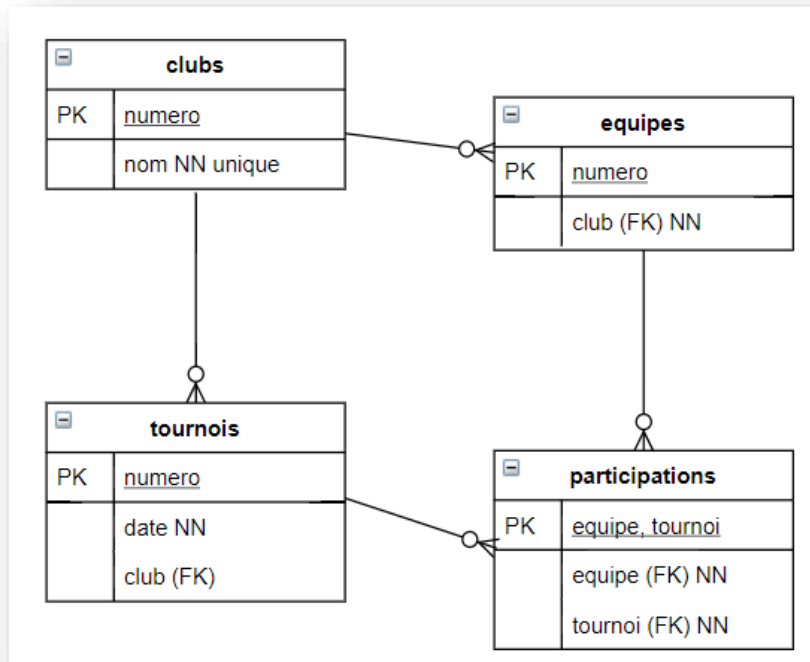 clubs
PK numero
nom NN unique
equipes
PK numero
club (FK) NN
tournois
PK numero
date NN
club (FK)
participations
PK equipe, tournoi
equipe (FK) NN
tournoi (FK) NN